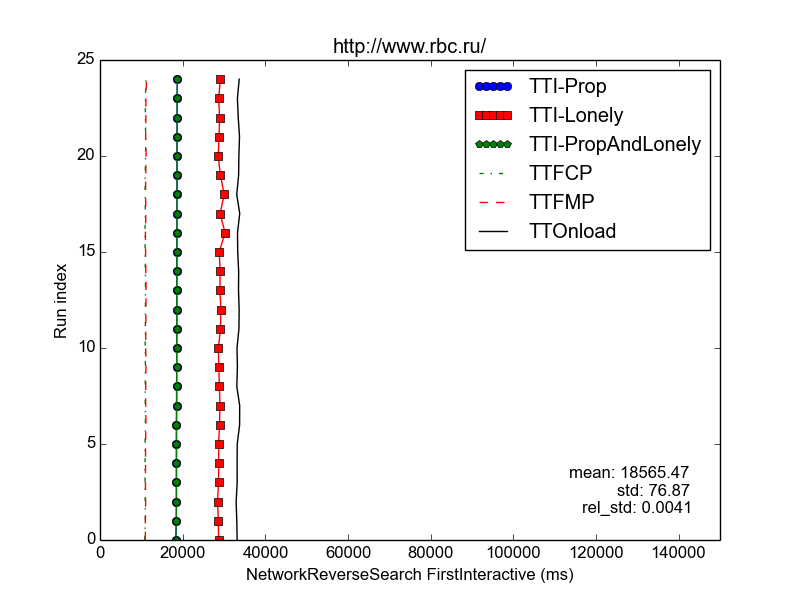 http://www.rbc.ru/
25
20
15
10
5
0
Run index
TTI-Prop
TTI-Lonely
TTI-PropAndLonely
TTFCP
TTFMP
TTOnload
mean: 18565.47
std: 76.87
rel_std: 0.0041
0 20000 40000 60000 80000 100000 120000 140000
NetworkReverseSearch FirstInteractive (ms)